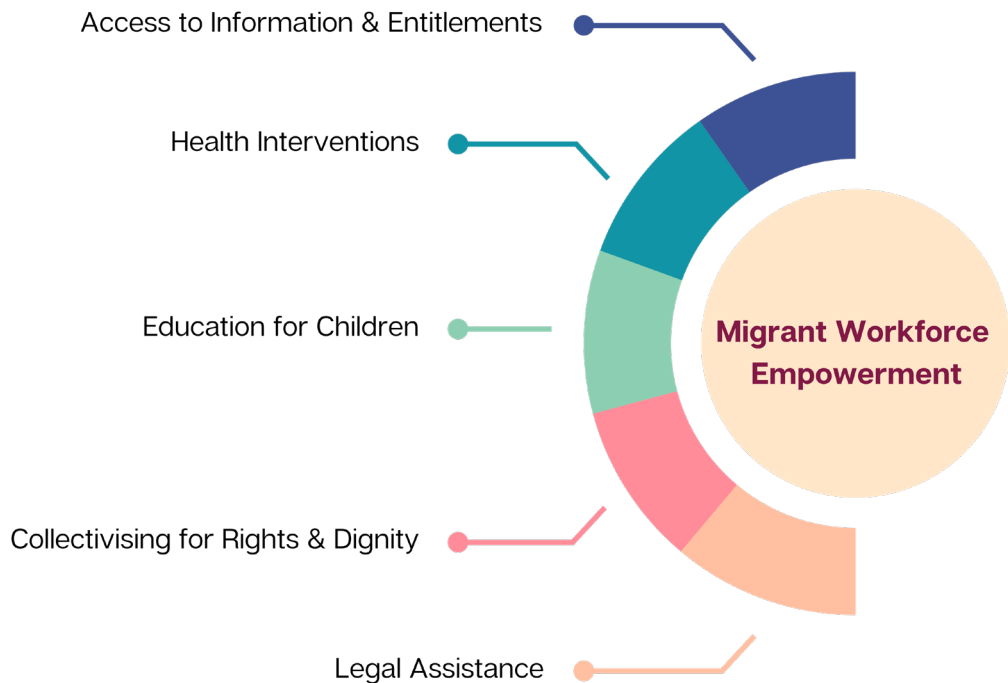 Access to Information & Entitlements
Health Interventions
Education for Children
Migrant Workforce
Empowerment
Collectivising for Rights & Dignity
Legal Assistance